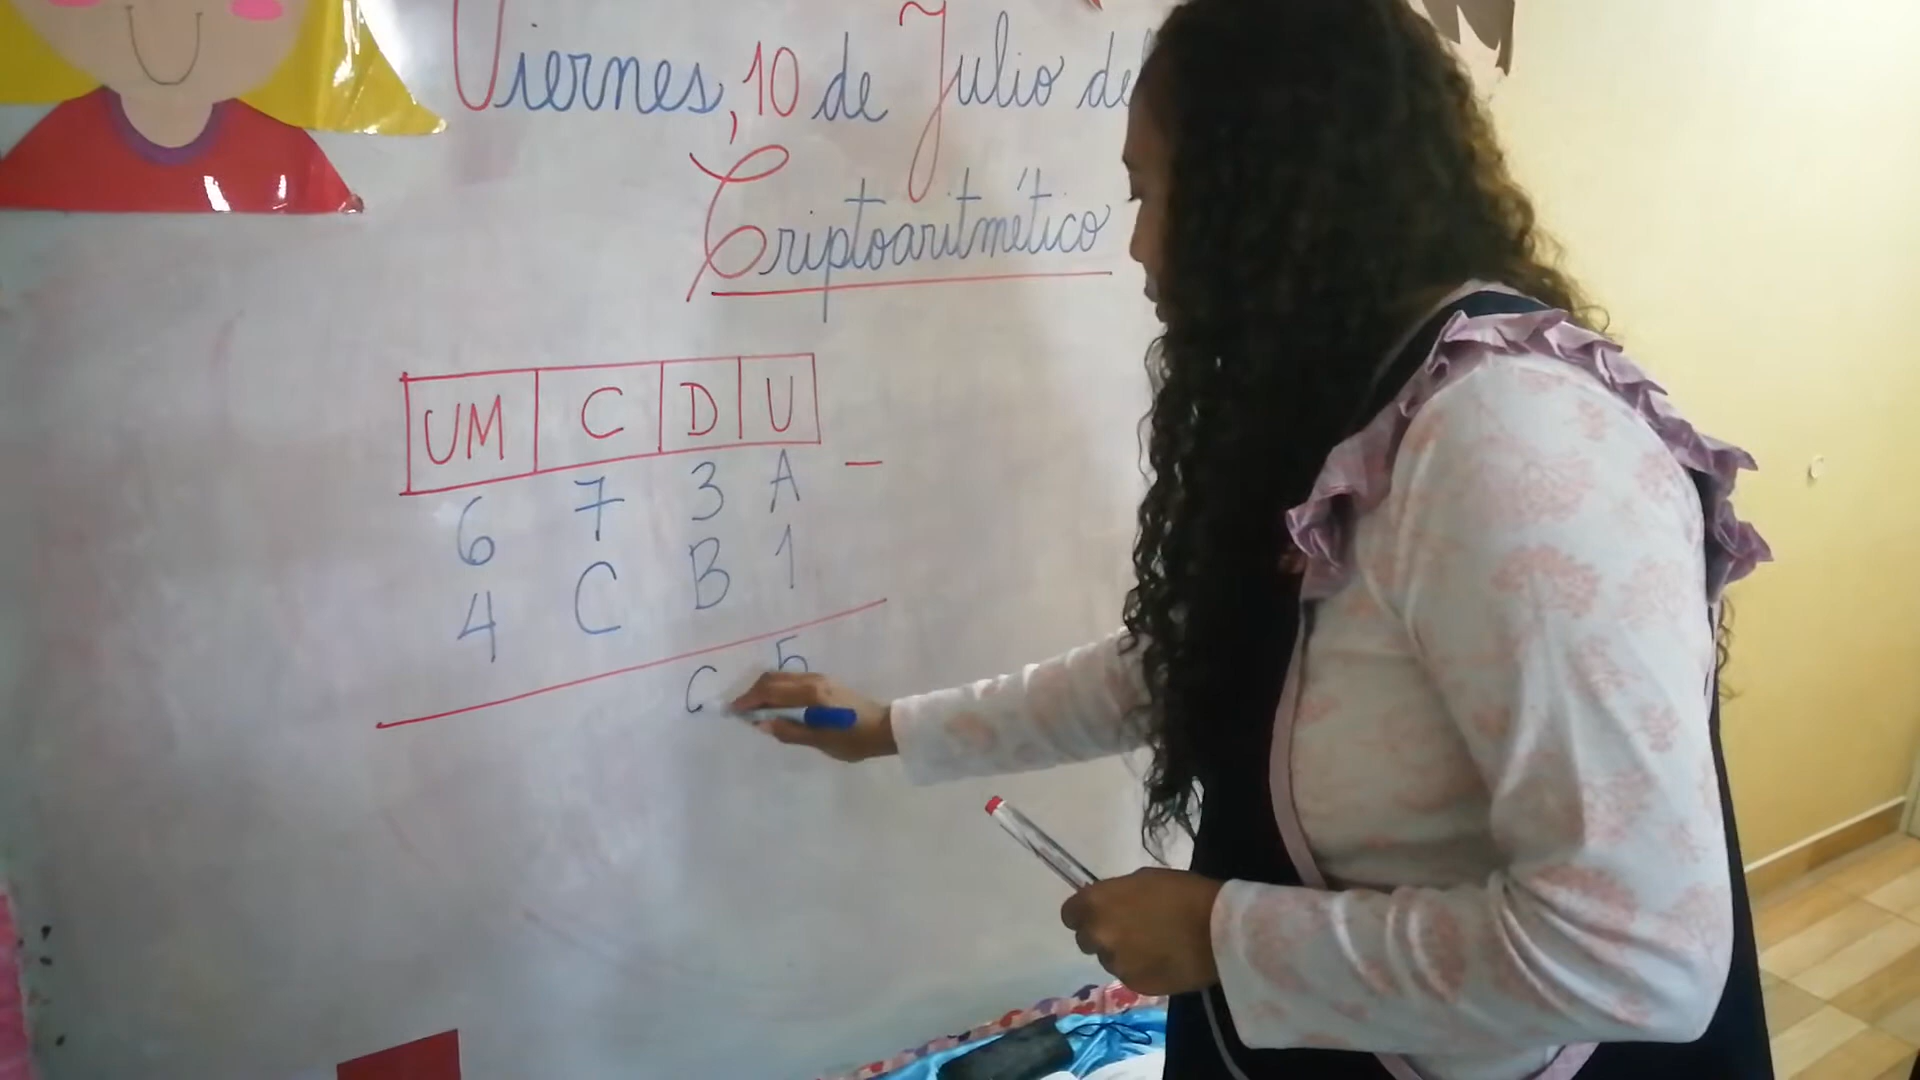 Viernes, 10 de Julio de
Criptoaritmético
UM C D U
6 7 3 A -
4 C B 1
C 5